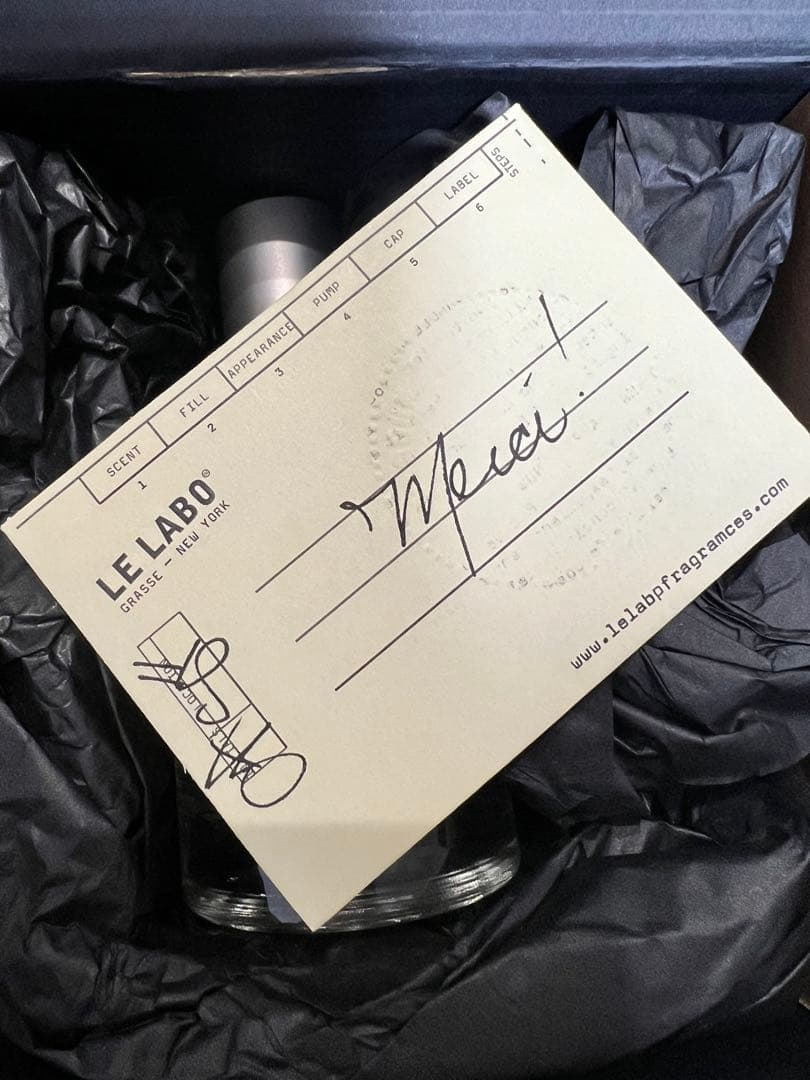 STEPS
SCENT FILL APPEARANCE PUMP CAP LABEL
1 2 3 4 5 6
LE LABO®
GRASSE — NEW YORK
Merci!
www.lelabpfragramces.com